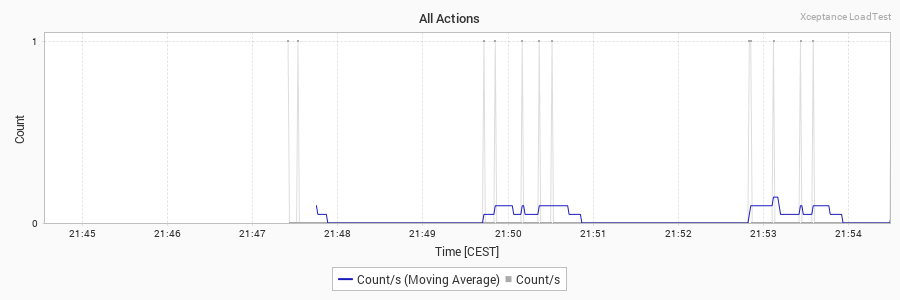 All Actions
Xceptance LoadTest
1
0
Count
21:45 21:46 21:47 21:48 21:49 21:50 21:51 21:52 21:53 21:54
Time [CEST]
Count/s (Moving Average) Count/s